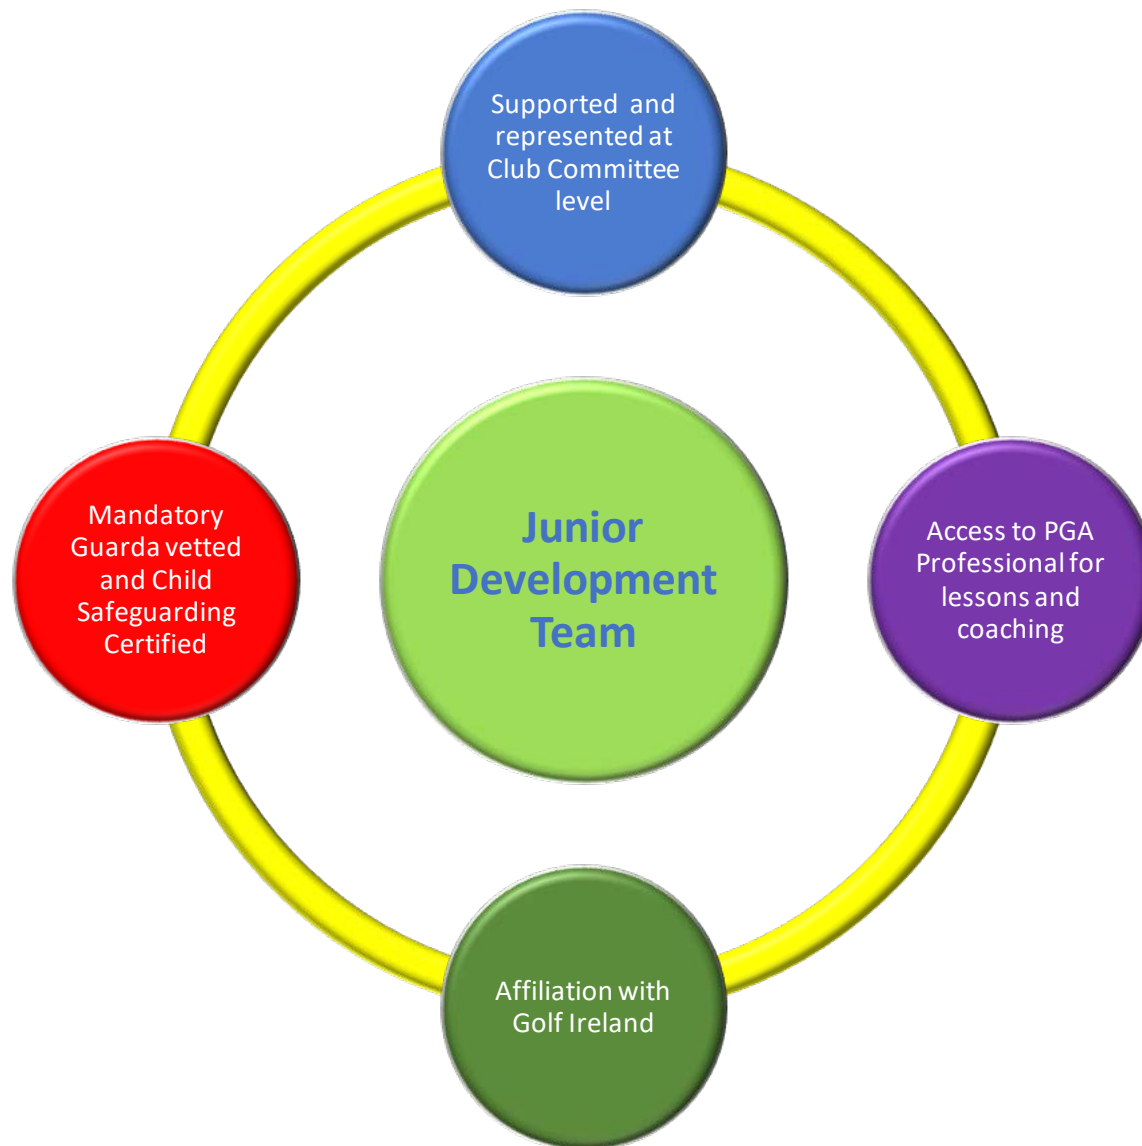 Supported and
represented at
Club Committee
level
Mandatory
Guarda vetted
and Child
Safeguarding
Certified
Junior
Development
Team
Access to PGA
Professional for
lessons and
coaching
Affiliation with
Golf Ireland